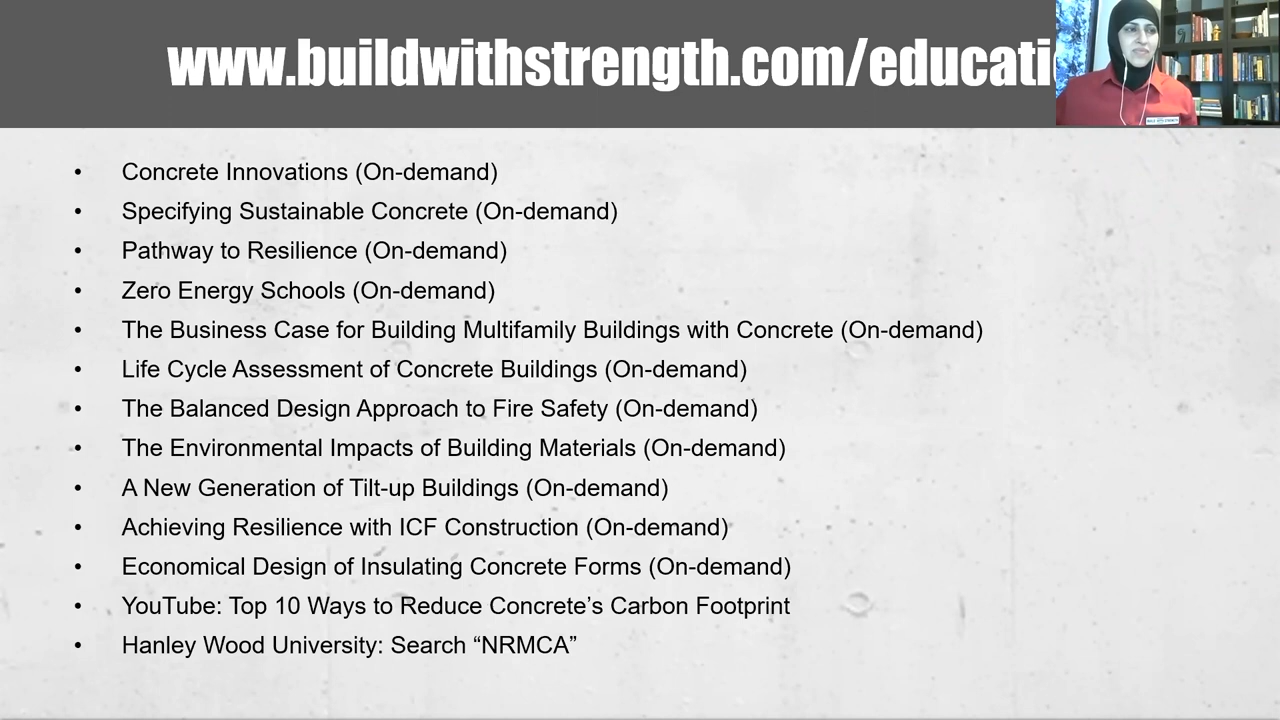 www.buildwithstrength.com/educati
• Concrete Innovations (On-demand)
• Specifying Sustainable Concrete (On-demand)
• Pathway to Resilience (On-demand)
• Zero Energy Schools (On-demand)
• The Business Case for Building Multifamily Buildings with Concrete (On-demand)
• Life Cycle Assessment of Concrete Buildings (On-demand)
• The Balanced Design Approach to Fire Safety (On-demand)
• The Environmental Impacts of Building Materials (On-demand)
• A New Generation of Tilt-up Buildings (On-demand)
• Achieving Resilience with ICF Construction (On-demand)
• Economical Design of Insulating Concrete Forms (On-demand)
• YouTube: Top 10 Ways to Reduce Concrete’s Carbon Footprint
• Hanley Wood University: Search “NRMCA”